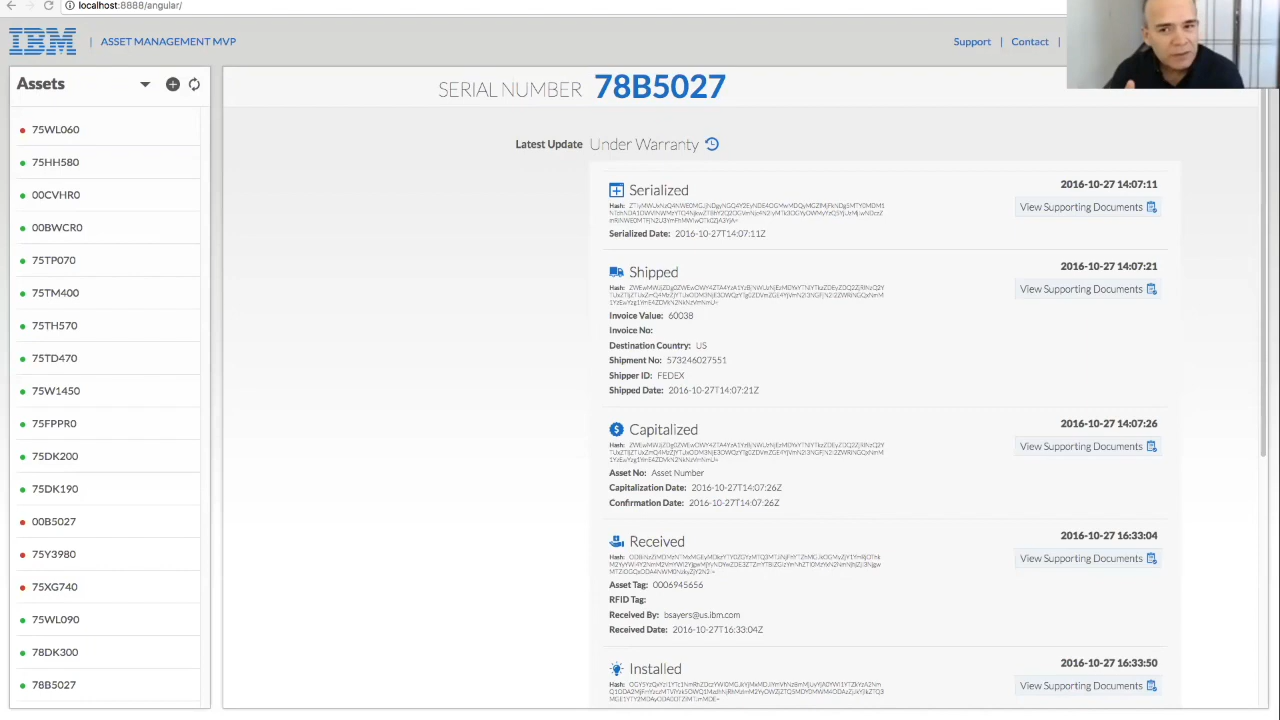 localhost:8888/angular/
IBM | ASSET MANAGEMENT MVP
Support | Contact |
Assets
75WL060
75HH580
00CVHR0
00BWCR0
75TP070
75TM400
75TH570
75TD470
75W1450
75FPPR0
75DK200
75DK190
00B5027
75Y3980
75XG740
75WL090
78DK300
78B5027
SERIAL NUMBER 78B5027
Latest Update Under Warranty
Serialized
2016-10-27 14:07:11
View Supporting Documents
Hash:
Serialized Date: 2016-10-27T14:07:11Z
Shipped
2016-10-27 14:07:21
View Supporting Documents
Hash:
Invoice Value: 60038
Invoice No:
Destination Country: US
Shipment No: 573246027551
Shipper ID: FEDEX
Shipped Date: 2016-10-27T14:07:21Z
Capitalized
2016-10-27 14:07:26
View Supporting Documents
Hash:
Asset No: Asset Number
Capitalization Date: 2016-10-27T14:07:26Z
Confirmation Date: 2016-10-27T14:07:26Z
Received
2016-10-27 16:33:04
View Supporting Documents
Hash:
Asset Tag: 0006945656
RFID Tag:
Received By: bsayers@us.ibm.com
Received Date: 2016-10-27T16:33:04Z
Installed
2016-10-27 16:33:50
View Supporting Documents
Hash: